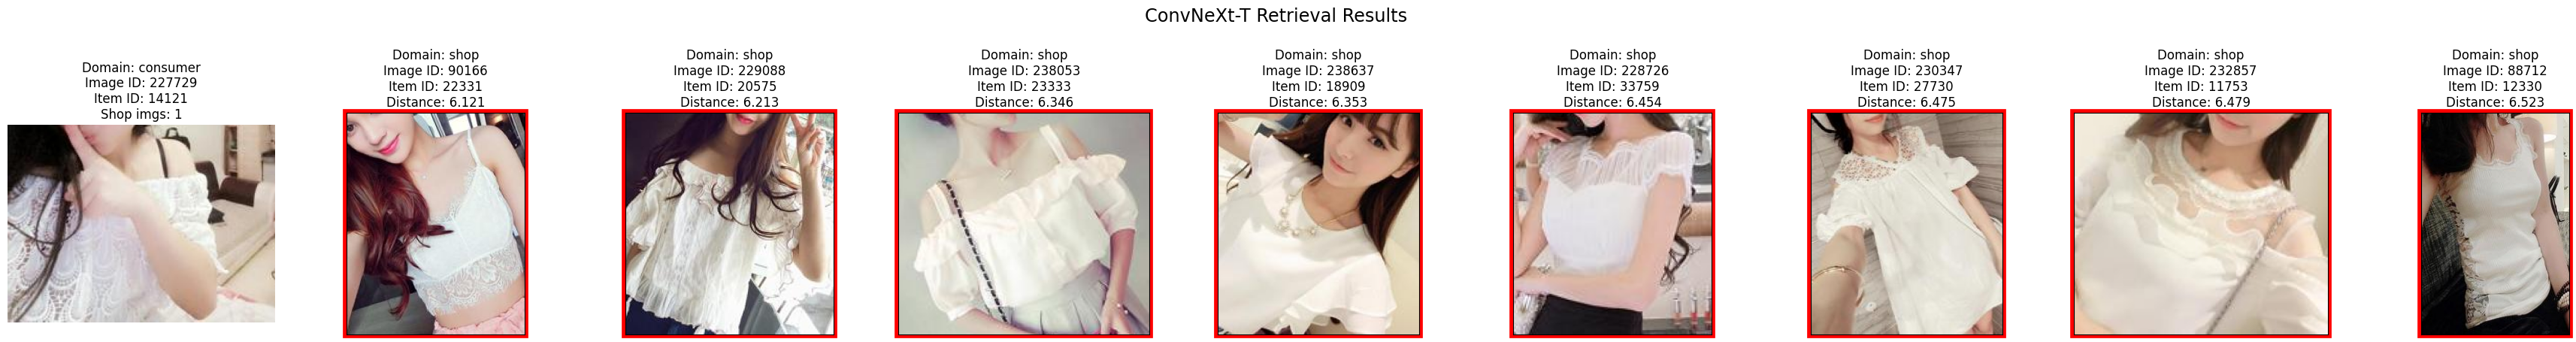 ConvNeXt-T Retrieval Results
Domain: consumer
Image ID: 227729
Item ID: 14121
Shop imgs: 1
Domain: shop
Image ID: 90166
Item ID: 22331
Distance: 6.121
Domain: shop
Image ID: 229088
Item ID: 20575
Distance: 6.213
Domain: shop
Image ID: 238053
Item ID: 23333
Distance: 6.346
Domain: shop
Image ID: 238637
Item ID: 18909
Distance: 6.353
Domain: shop
Image ID: 228726
Item ID: 33759
Distance: 6.454
Domain: shop
Image ID: 230347
Item ID: 27730
Distance: 6.475
Domain: shop
Image ID: 232857
Item ID: 11753
Distance: 6.479
Domain: shop
Image ID: 88712
Item ID: 12330
Distance: 6.523